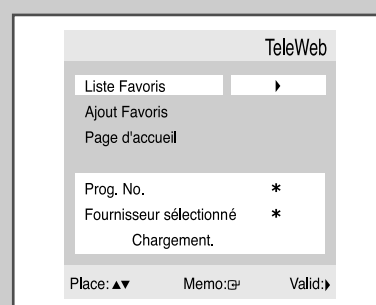 TeleWeb
Liste Favoris
Ajout Favoris
Page d'accueil
Prog. No. *
Fournisseur sélectionné *
Chargement.
Place: ▲▼ Memo: Valid: